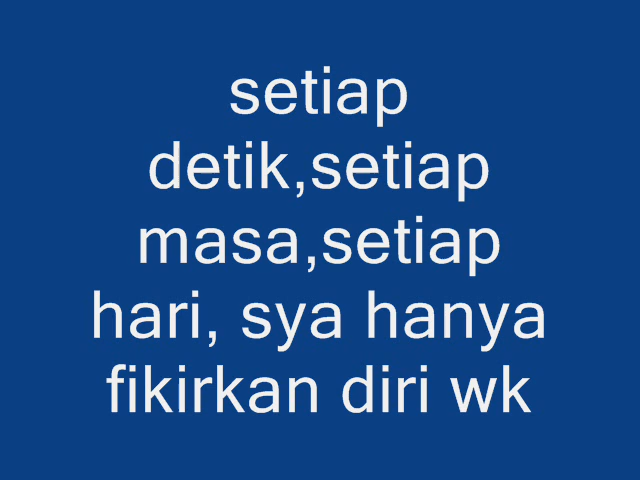 setiap
detik,setiap
masa,setiap
hari, sya hanya
fikirkan diri wk